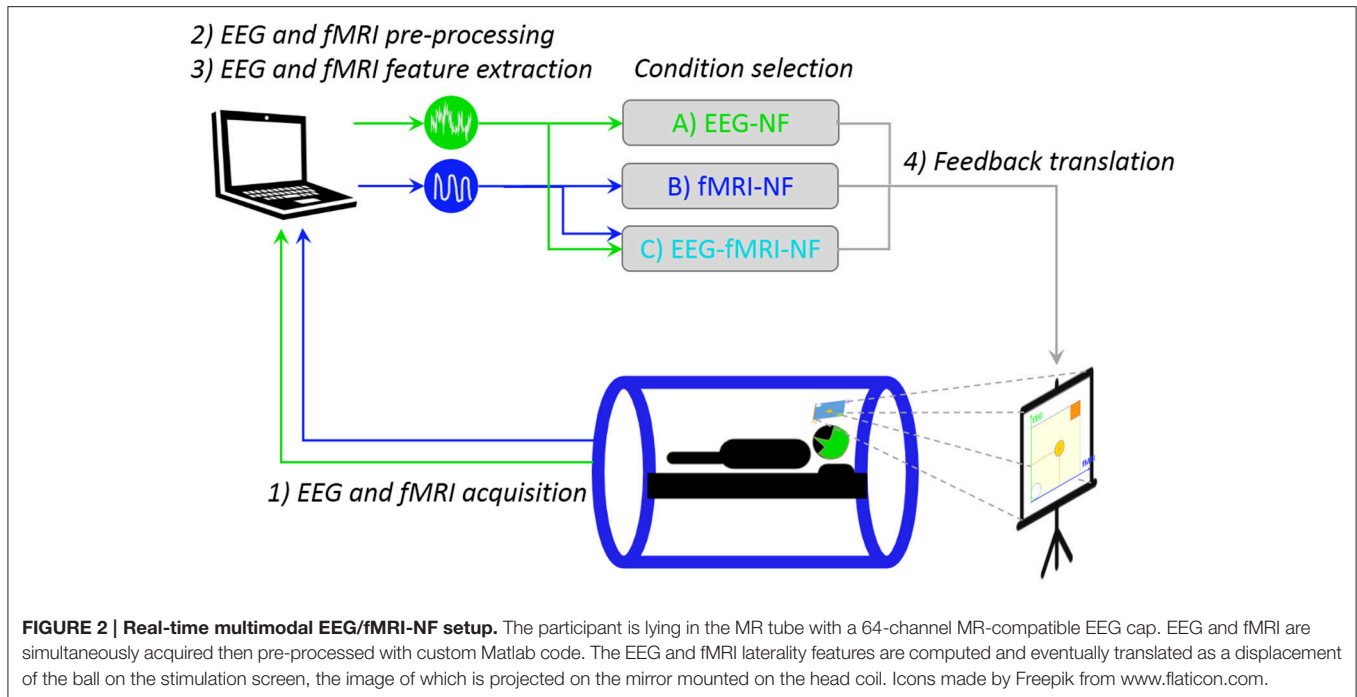 2) EEG and fMRI pre-processing
3) EEG and fMRI feature extraction
Condition selection
A) EEG-NF
B) fMRI-NF
C) EEG-fMRI-NF
4) Feedback translation
1) EEG and fMRI acquisition
EEG
fMRI
FIGURE 2 | Real-time multimodal EEG/fMRI-NF setup. The participant is lying in the MR tube with a 64-channel MR-compatible EEG cap. EEG and fMRI are
simultaneously acquired then pre-processed with custom Matlab code. The EEG and fMRI laterality features are computed and eventually translated as a displacement
of the ball on the stimulation screen, the image of which is projected on the mirror mounted on the head coil. Icons made by Freepik from www.flaticon.com.